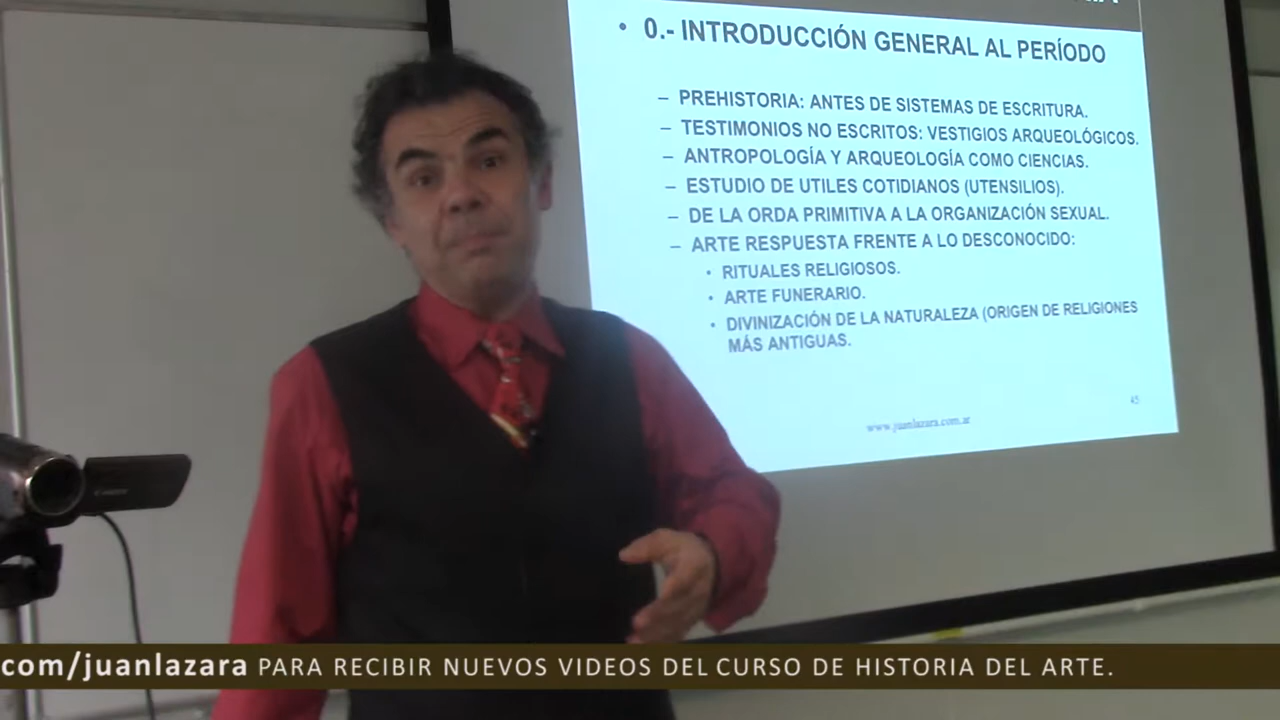 • 0.- INTRODUCCIÓN GENERAL AL PERÍODO
– PREHISTORIA: ANTES DE SISTEMAS DE ESCRITURA.
– TESTIMONIOS NO ESCRITOS: VESTIGIOS ARQUEOLÓGICOS.
– ANTROPOLOGÍA Y ARQUEOLOGÍA COMO CIENCIAS.
– ESTUDIO DE UTILES COTIDIANOS (UTENSILIOS).
– DE LA ORDA PRIMITIVA A LA ORGANIZACIÓN SEXUAL.
– ARTE RESPUESTA FRENTE A LO DESCONOCIDO:
• RITUALES RELIGIOSOS.
• ARTE FUNERARIO.
• DIVINIZACIÓN DE LA NATURALEZA (ORIGEN DE RELIGIONES
MÁS ANTIGUAS.
45
www.juanlazara.com.ar
com/juanlazara PARA RECIBIR NUEVOS VIDEOS DEL CURSO DE HISTORIA DEL ARTE.